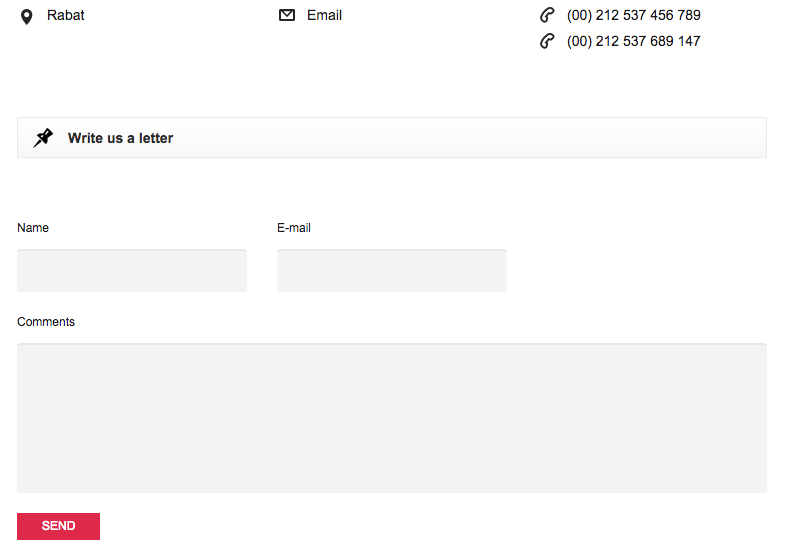 Rabat
Email
(00) 212 537 456 789
(00) 212 537 689 147
Write us a letter
Name
E-mail
Comments
SEND